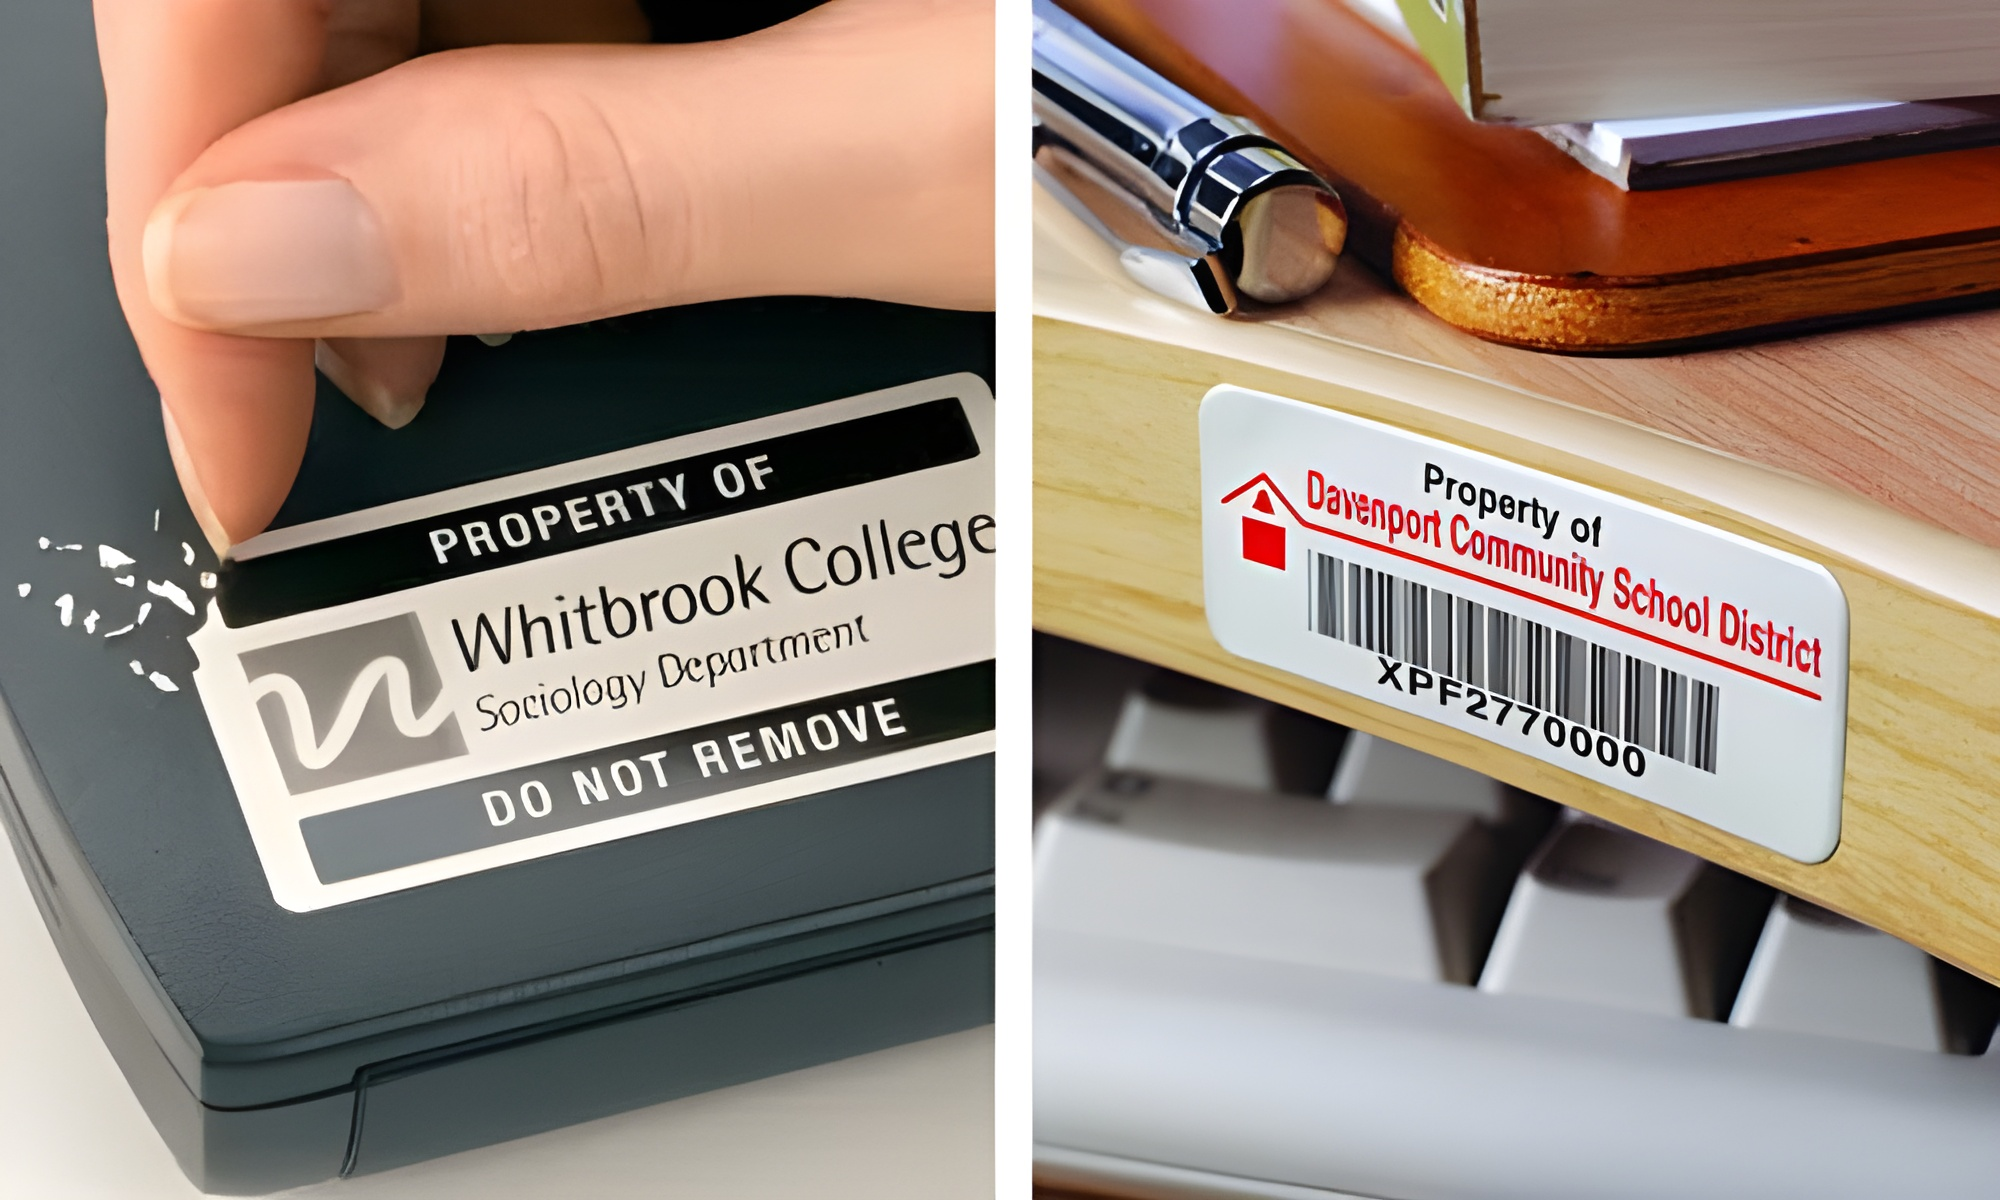 PROPERTY OF
Whitbrook College
Sociology Department
DO NOT REMOVE
Property of
Davenport Community School District
XPF2770000